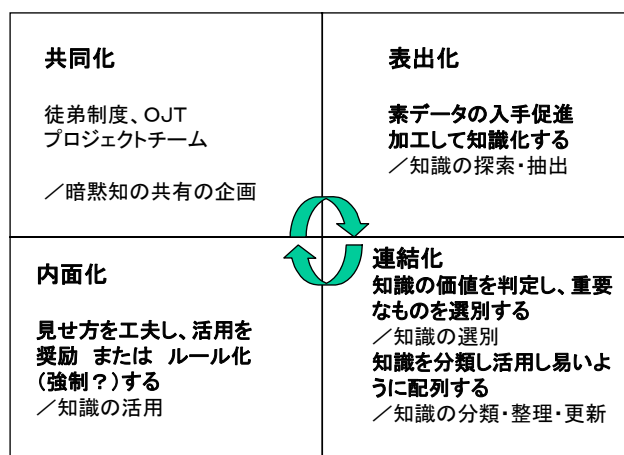 共同化
徒弟制度、OJT
プロジェクトチーム
／暗黙知の共有の企画
表出化
素データの入手促進
加工して知識化する
／知識の探索・抽出
内面化
見せ方を工夫し、活用を
奨励 または ルール化
(強制？)する
／知識の活用
連結化
知識の価値を判定し、重要
なものを選別する
／知識の選別
知識を分類し活用し易いよ
うに配列する
／知識の分類・整理・更新